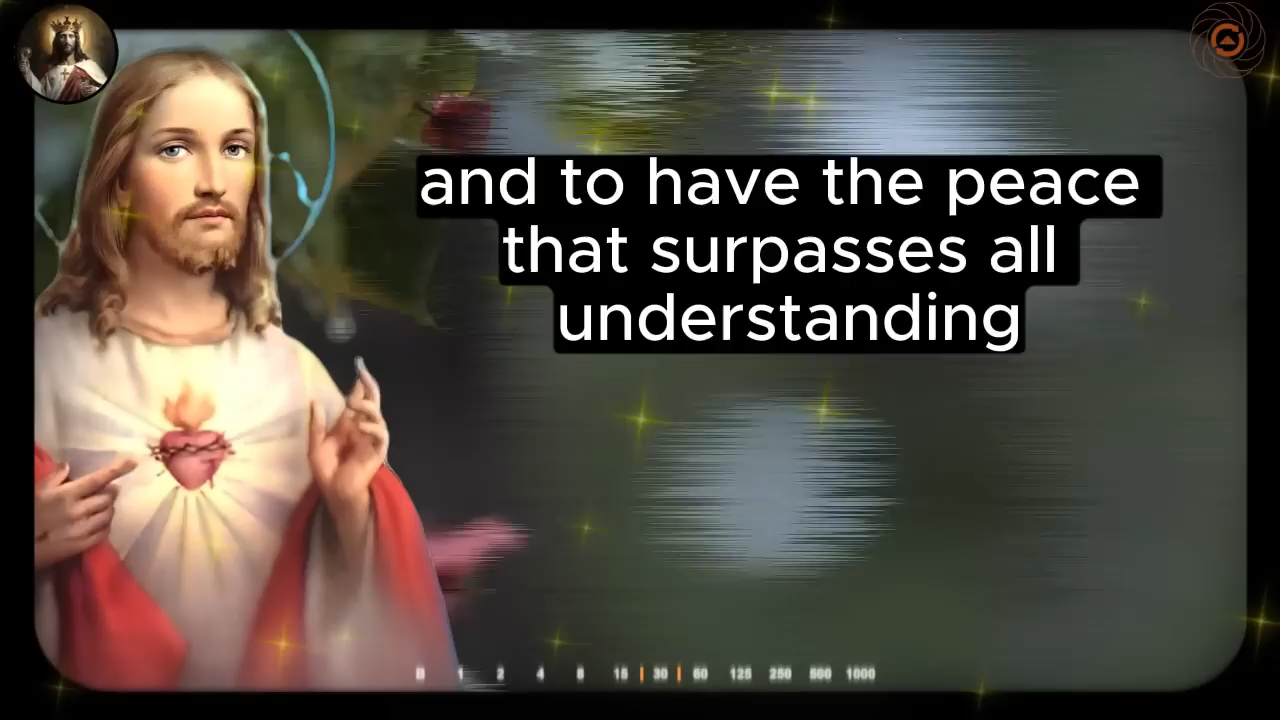 and to have the peace
that surpasses all
understanding
B 1 2 4 8 15 30 60 125 250 500 1000